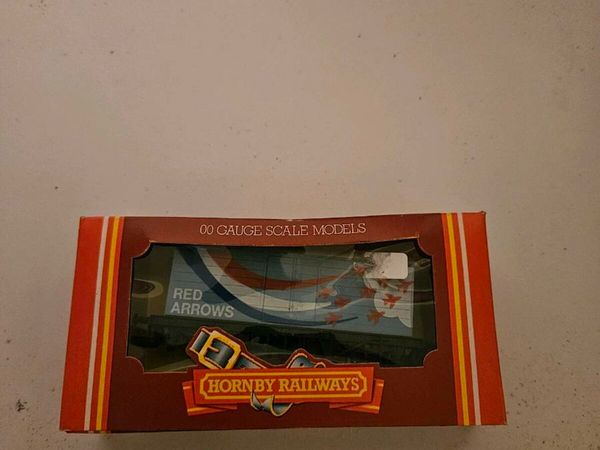 00 GAUGE SCALE MODELS
RED
ARROWS
HORNBY RAILWAYS